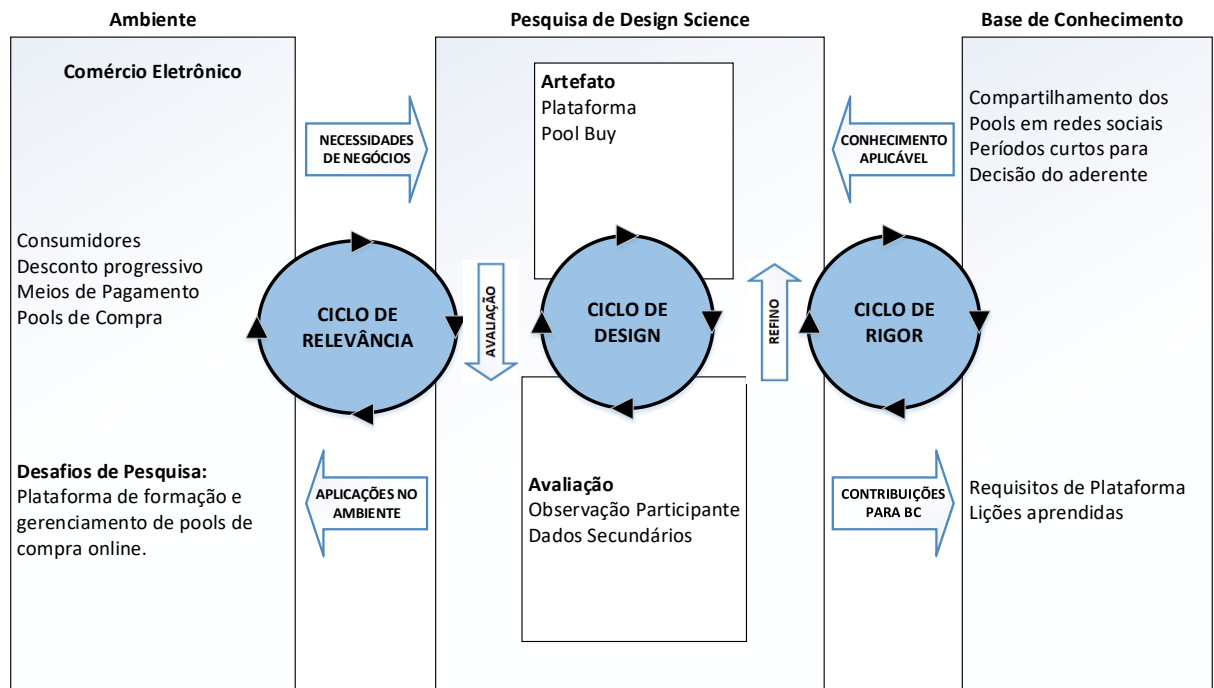 Ambiente
Pesquisa de Design Science
Base de Conhecimento
Comércio Eletrônico
NECESSIDADES
DE NEGÓCIOS
Artefato
Plataforma
Pool Buy
CONHECIMENTO
APLICÁVEL
Compartilhamento dos
Pools em redes sociais
Períodos curtos para
Decisão do aderente
Consumidores
Desconto progressivo
Meios de Pagamento
Pools de Compra
CICLO DE
RELEVÂNCIA
AVALIAÇÃO
CICLO DE
DESIGN
REFINO
CICLO DE
RIGOR
Desafios de Pesquisa:
Plataforma de formação e
gerenciamento de pools de
compra online.
APLICAÇÕES NO
AMBIENTE
Avaliação
Observação Participante
Dados Secundários
CONTRIBUIÇÕES
PARA BC
Requisitos de Plataforma
Lições aprendidas